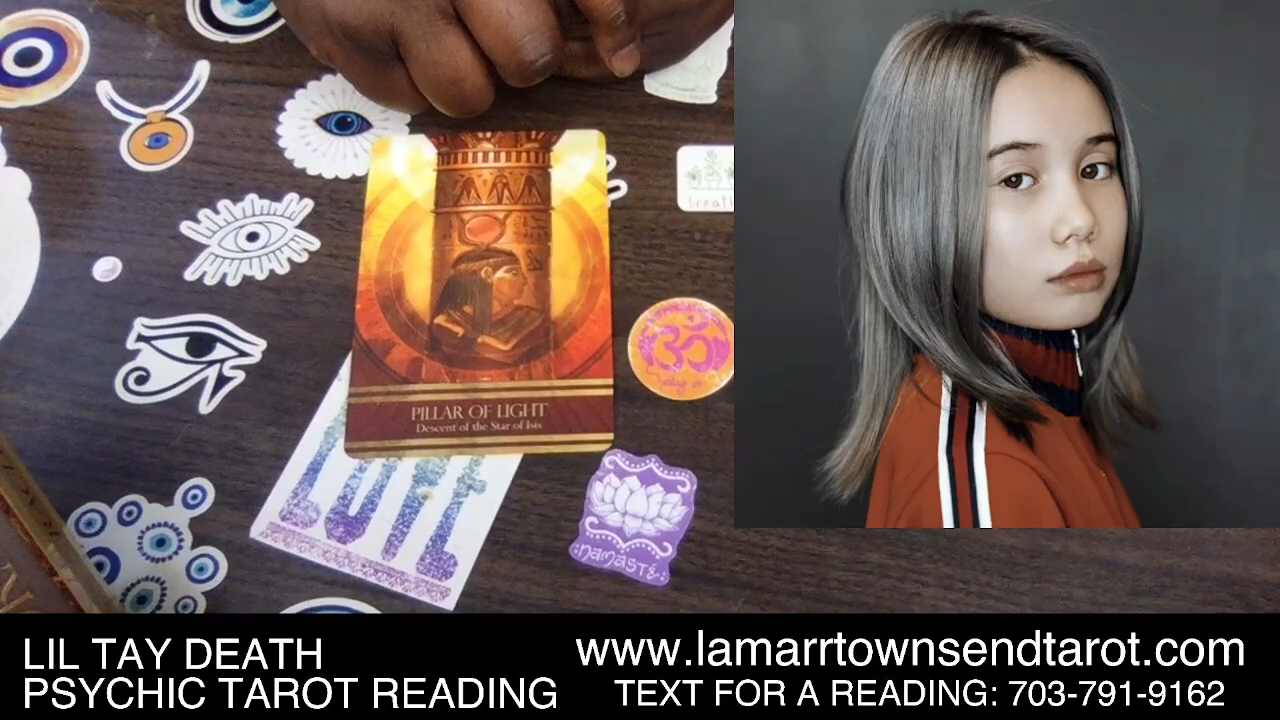 breath
PILLAR OF LIGHT
Descent of the Star of Isis
ॐ
LOVE
namaste
LIL TAY DEATH
PSYCHIC TAROT READING
www.lamarrtownsendtarot.com
TEXT FOR A READING: 703-791-9162